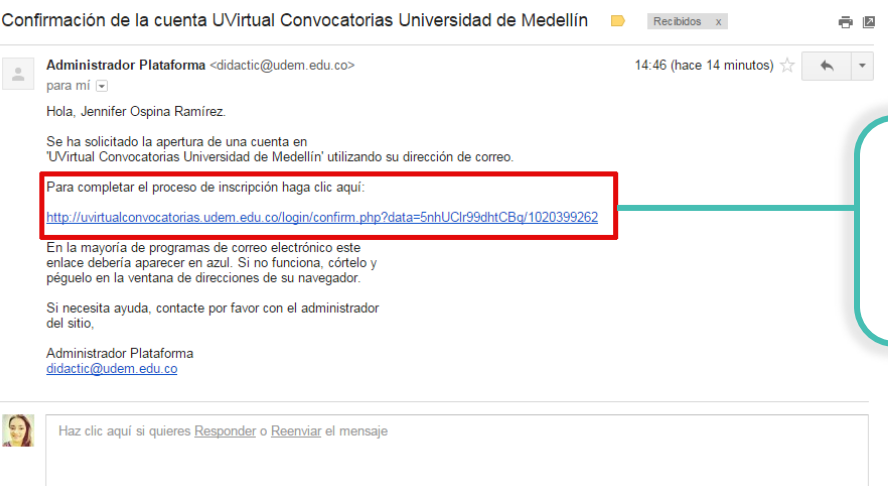 Confirmación de la cuenta UVirtual Convocatorias Universidad de Medellín Recibidos x
Administrador Plataforma <didactic@udem.edu.co> 14:46 (hace 14 minutos)
para mí
Hola, Jennifer Ospina Ramírez.
Se ha solicitado la apertura de una cuenta en
'UVirtual Convocatorias Universidad de Medellín' utilizando su dirección de correo.
Para completar el proceso de inscripción haga clic aquí:
http://uvirtualconvocatorias.udem.edu.co/login/confirm.php?data=5nhUClr99dhtCBq/1020399262
En la mayoría de programas de correo electrónico este
enlace debería aparecer en azul. Si no funciona, córtelo y
péguelo en la ventana de direcciones de su navegador.
Si necesita ayuda, contacte por favor con el administrador
del sitio,
Administrador Plataforma
didactic@udem.edu.co
Haz clic aquí si quieres Responder o Reenviar el mensaje